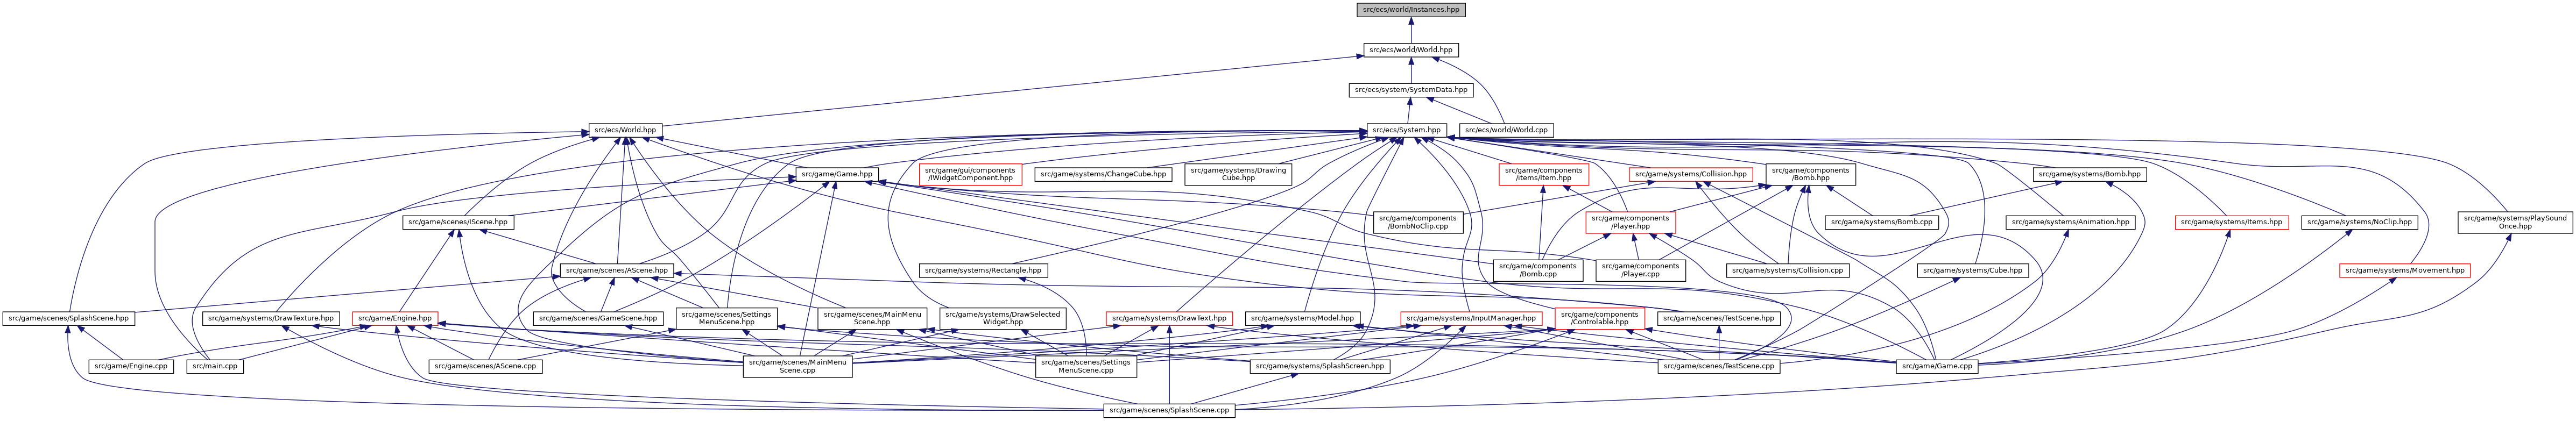 src/ecs/world/Instances.hpp
src/ecs/world/World.hpp
src/ecs/system/SystemData.hpp
src/ecs/World.hpp
src/ecs/System.hpp
src/ecs/world/World.cpp
src/game/Game.hpp
src/game/gui/components
/IWidgetComponent.hpp
src/game/systems/ChangeCube.hpp
src/game/systems/Drawing
Cube.hpp
src/game/components
/items/Item.hpp
src/game/systems/Collision.hpp
src/game/components
/Bomb.hpp
src/game/systems/Bomb.hpp
src/game/scenes/IScene.hpp
src/game/components
/BombNoClip.cpp
src/game/components
/Player.hpp
src/game/systems/Bomb.cpp
src/game/systems/Animation.hpp
src/game/systems/Items.hpp
src/game/systems/NoClip.hpp
src/game/systems/PlaySound
Once.hpp
src/game/scenes/AScene.hpp
src/game/systems/Rectangle.hpp
src/game/components
/Bomb.cpp
src/game/components
/Player.cpp
src/game/systems/Collision.cpp
src/game/systems/Cube.hpp
src/game/systems/Movement.hpp
src/game/scenes/SplashScene.hpp
src/game/systems/DrawTexture.hpp
src/game/Engine.hpp
src/game/scenes/GameScene.hpp
src/game/scenes/Settings
MenuScene.hpp
src/game/scenes/MainMenu
Scene.hpp
src/game/systems/DrawSelected
Widget.hpp
src/game/systems/DrawText.hpp
src/game/systems/Model.hpp
src/game/systems/InputManager.hpp
src/game/components
/Controlable.hpp
src/game/scenes/TestScene.hpp
src/game/Engine.cpp
src/main.cpp
src/game/scenes/AScene.cpp
src/game/scenes/MainMenu
Scene.cpp
src/game/scenes/Settings
MenuScene.cpp
src/game/systems/SplashScreen.hpp
src/game/scenes/TestScene.cpp
src/game/Game.cpp
src/game/scenes/SplashScene.cpp